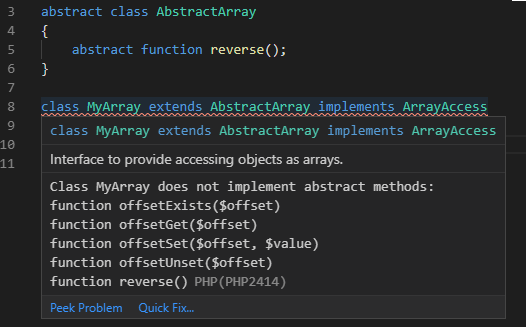 3 abstract class AbstractArray
4 {
5     abstract function reverse();
6 }
7
8 class MyArray extends AbstractArray implements ArrayAccess
9 class MyArray extends AbstractArray implements ArrayAccess
10
11 Interface to provide accessing objects as arrays.
Class MyArray does not implement abstract methods:
function offsetExists($offset)
function offsetGet($offset)
function offsetSet($offset, $value)
function offsetUnset($offset)
function reverse() PHP(PHP2414)
Peek Problem Quick Fix...